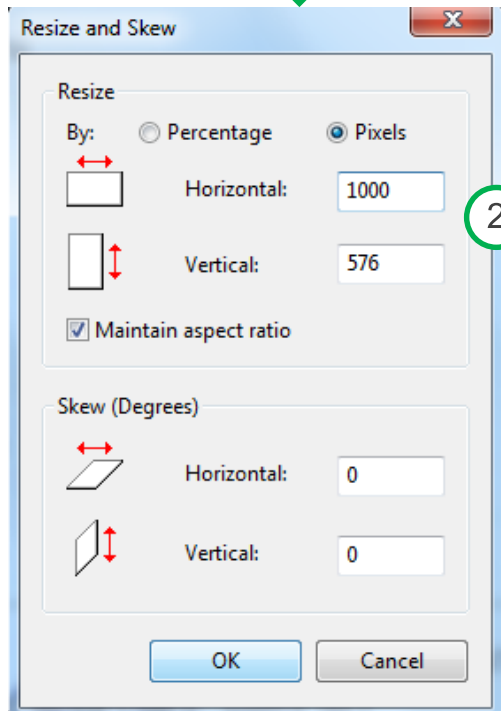 Resize and Skew
x
Resize
By: Percentage Pixels
Horizontal: 1000
2
Vertical: 576
Maintain aspect ratio
Skew (Degrees)
Horizontal: 0
Vertical: 0
OK Cancel